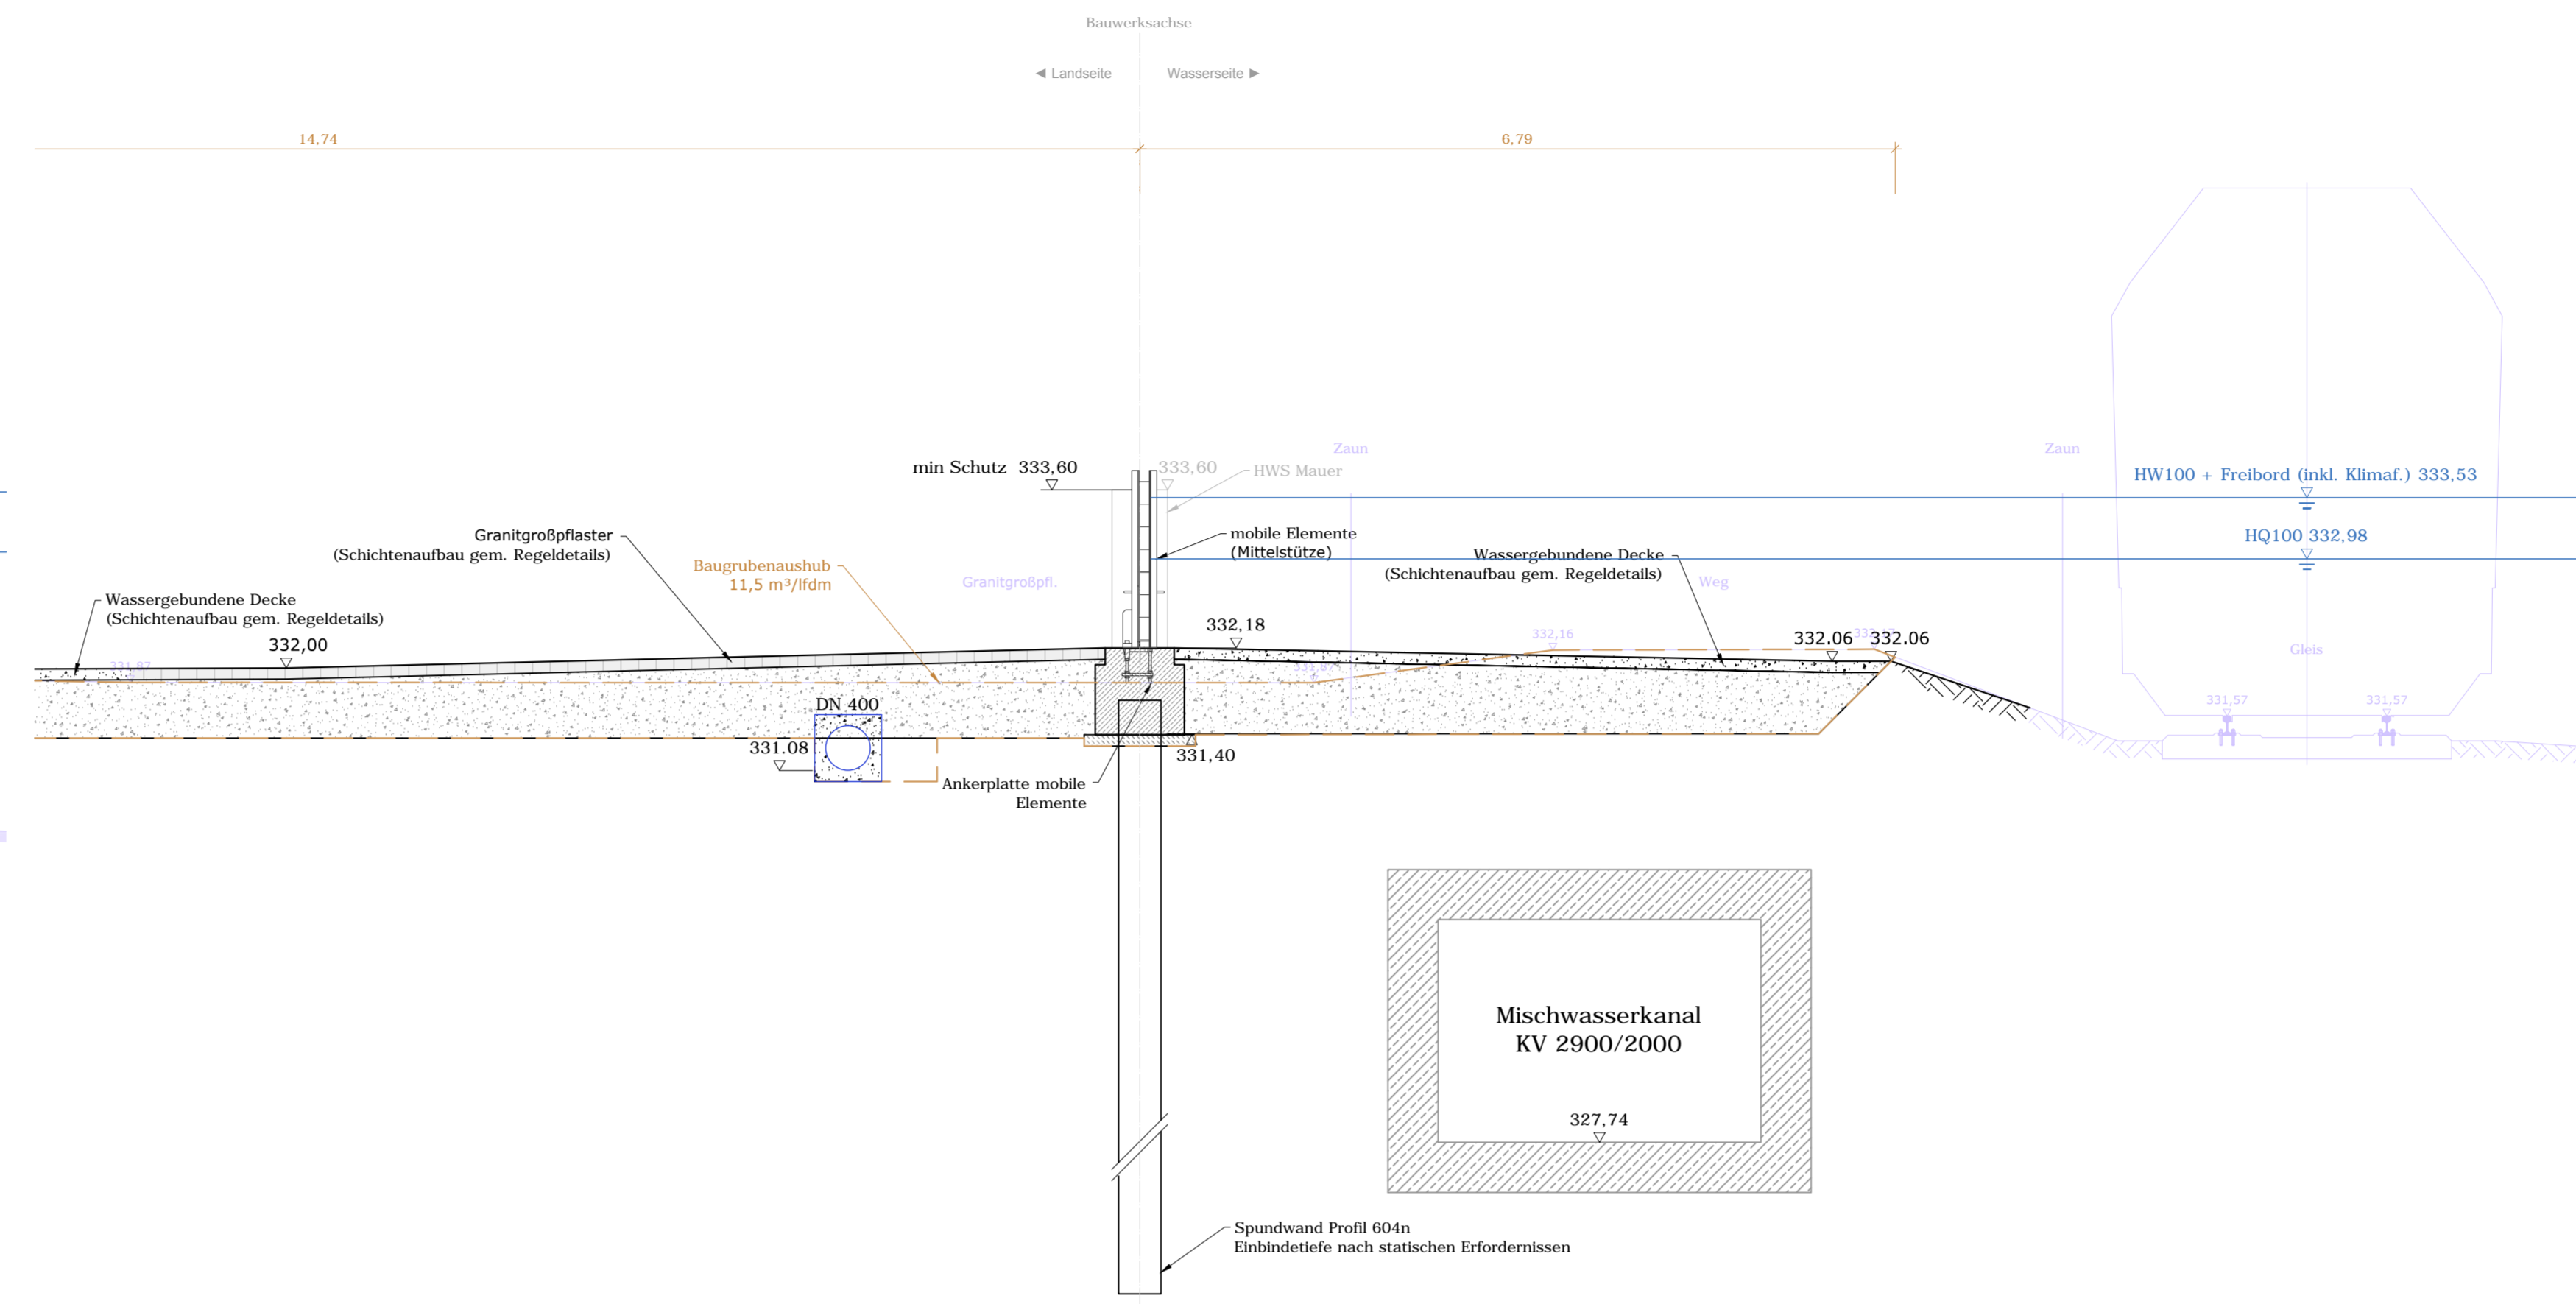 Bauwerksachse
◄ Landseite
Wasserseite ►
14,74
6,79
Zaun
Zaun
min Schutz 333,60
333,60
HWS Mauer
HW100 + Freibord (inkl. Klimaf.) 333,53
HQ100 332,98
Granitgroßpflaster
(Schichtenaufbau gem. Regeldetails)
mobile Elemente
(Mittelstütze)
Wassergebundene Decke
(Schichtenaufbau gem. Regeldetails)
Baugrubenaushub
11,5 m³/lfdm
Granitgroßpfl.
Weg
Wassergebundene Decke
(Schichtenaufbau gem. Regeldetails)
332,00
332,18
332,16
332.06
332.06
331,87
Gleis
331,57
331,57
DN 400
331.08
331,40
Ankerplatte mobile
Elemente
Mischwasserkanal
KV 2900/2000
327,74
Spundwand Profil 604n
Einbindetiefe nach statischen Erfordernissen